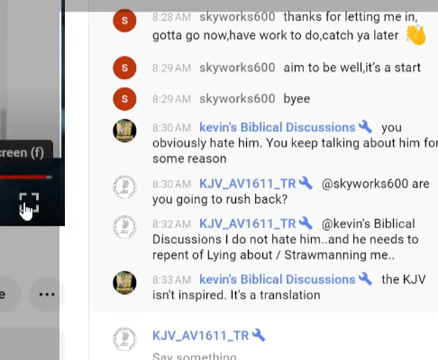 8:28 AM skyworks600 thanks for letting me in,
S
gotta go now,have work to do,catch ya later 👋
S 8:29 AM skyworks600 aim to be well,it's a start
S 8:29 AM skyworks600 byee
8:30 AM kevin's Biblical Discussions you
obviously hate him. You keep talking about him for
some reason
creen (f)
8:30 AM KJV_AV1611_TR @skyworks600 are
you going to rush back?
8:32 AM KJV_AV1611_TR @kevin's Biblical
Discussions I do not hate him..and he needs to
repent of Lying about / Strawmanning me..
8:33 AM kevin's Biblical Discussions the KJV
isn't inspired. It's a translation
e ...
KJV_AV1611_TR
Say something